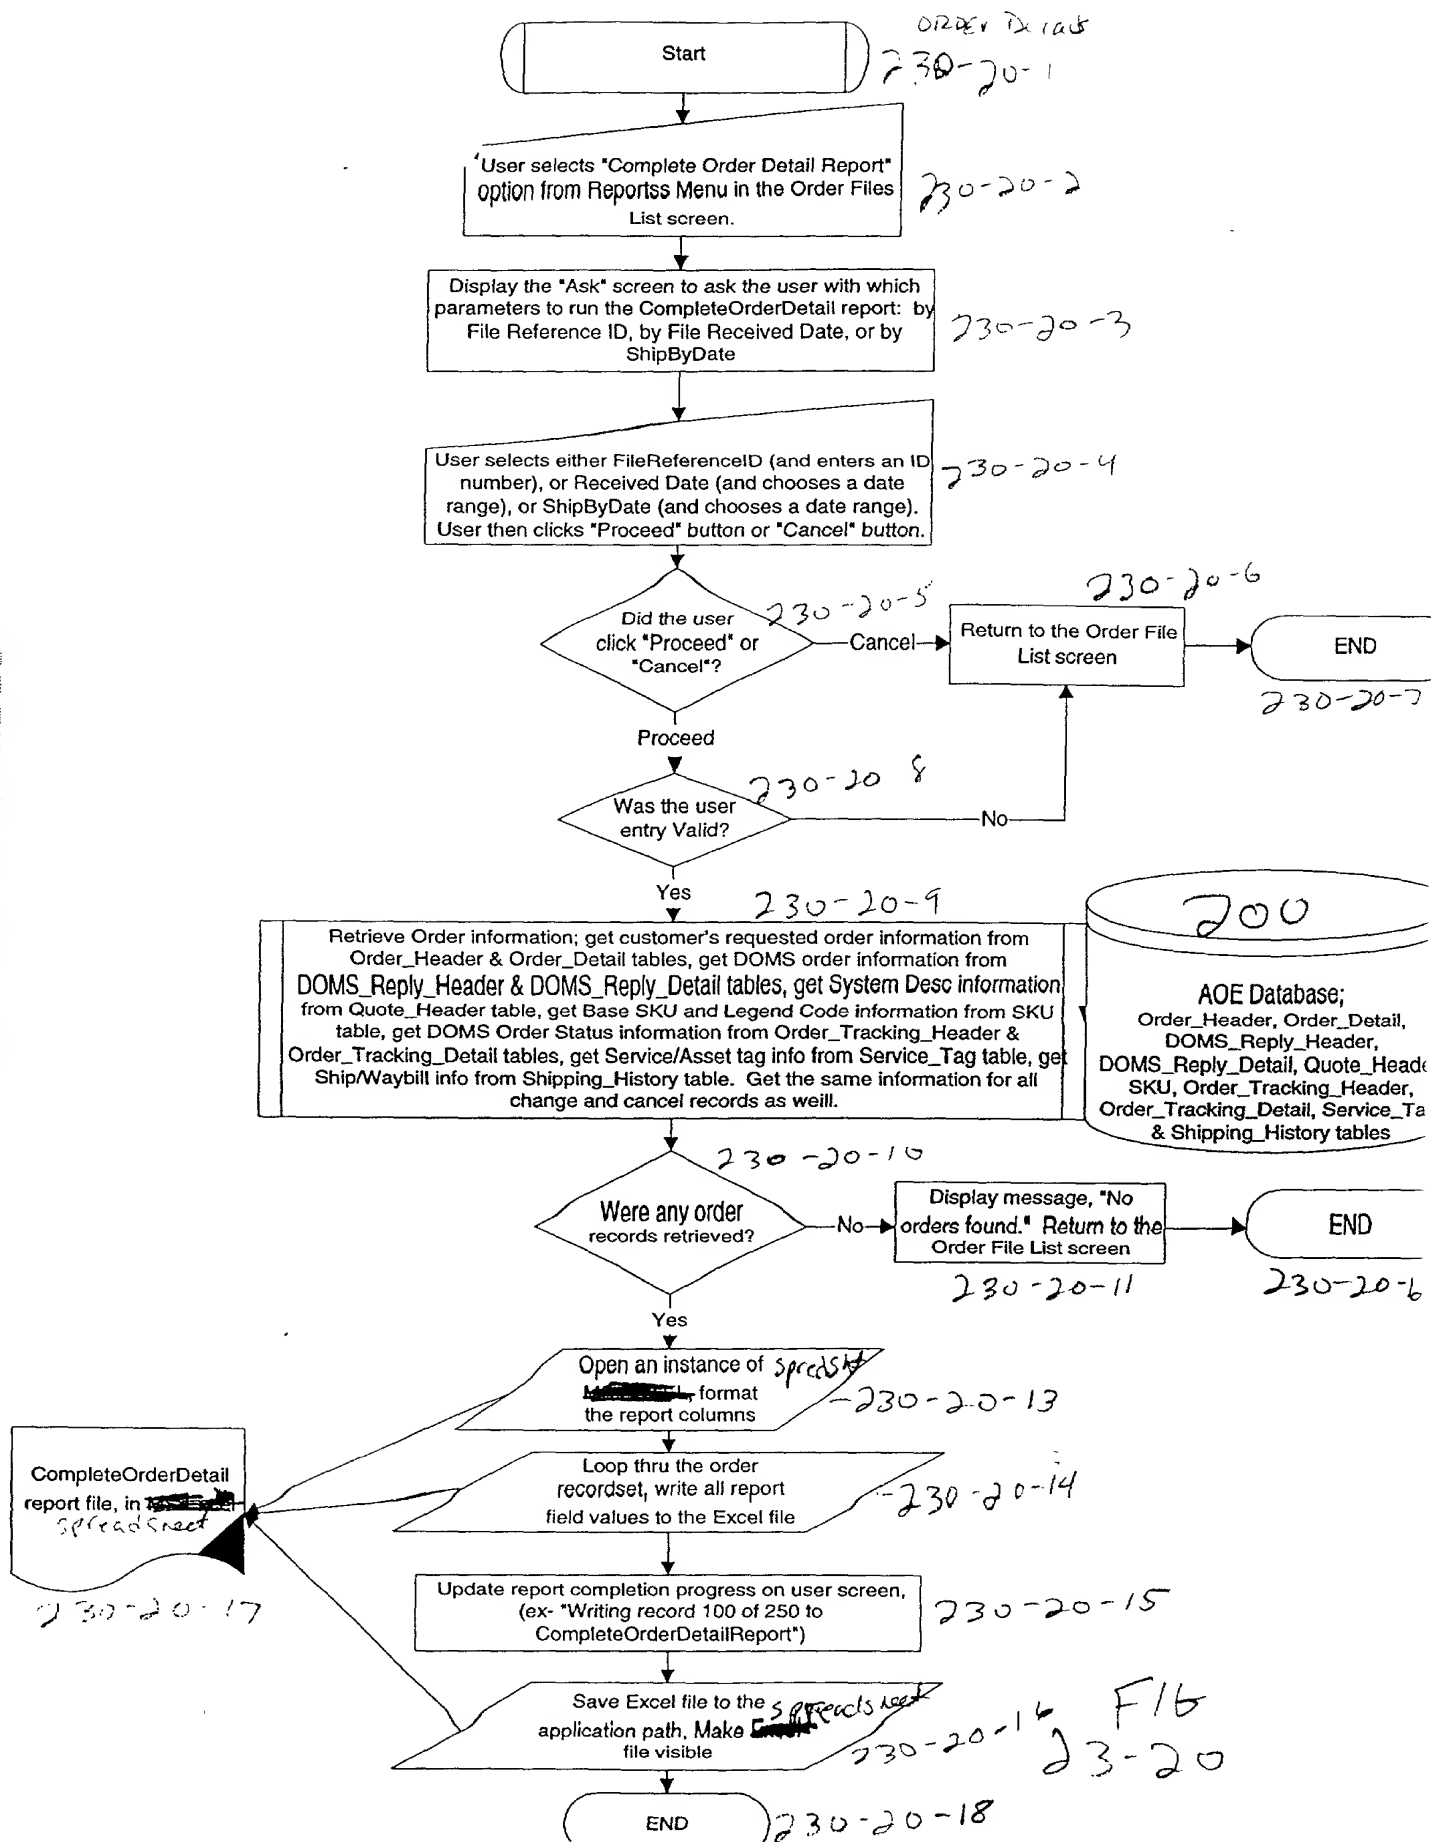 ORDER Details
Start
230-20-1
"User selects "Complete Order Detail Report"
option from Reportss Menu in the Order Files
List screen.
230-20-2
Display the "Ask" screen to ask the user with which
parameters to run the CompleteOrderDetail report: by
File Reference ID, by File Received Date, or by
ShipByDate
230-20-3
User selects either FileReferenceID (and enters an ID
number), or Received Date (and chooses a date
range), or ShipByDate (and chooses a date range).
User then clicks "Proceed" button or "Cancel" button.
230-20-4
Did the user
click "Proceed" or
"Cancel"?
230-20-5
Cancel
230-20-6
Return to the Order File
List screen
END
230-20-7
Proceed
Was the user
entry Valid?
230-20 8
No
Yes
230-20-9
Retrieve Order information; get customer's requested order information from
Order_Header & Order_Detail tables, get DOMS order information from
DOMS_Reply_Header & DOMS_Reply_Detail tables, get System Desc information
from Quote_Header table, get Base SKU and Legend Code information from SKU
table, get DOMS Order Status information from Order_Tracking_Header &
Order_Tracking_Detail tables, get Service/Asset tag info from Service_Tag table, get
Ship/Waybill info from Shipping_History table. Get the same information for all
change and cancel records as weill.
200
AOE Database;
Order_Header, Order_Detail,
DOMS_Reply_Header,
DOMS_Reply_Detail, Quote_Heade
SKU, Order_Tracking_Header,
Order_Tracking_Detail, Service_Ta
& Shipping_History tables
230-20-10
Were any order
records retrieved?
No
Display message, "No
orders found." Return to the
Order File List screen
230-20-11
END
230-20-6
Yes
Open an instance of spredsht
format
the report columns
230-20-13
CompleteOrderDetail
report file, in
spreadsheet
230-20-17
Loop thru the order
recordset, write all report
field values to the Excel file
230-20-14
Update report completion progress on user screen,
(ex- "Writing record 100 of 250 to
CompleteOrderDetailReport")
230-20-15
Save Excel file to the spreadsheet
application path, Make
file visible
230-20-16
FIG
23-20
END
230-20-18